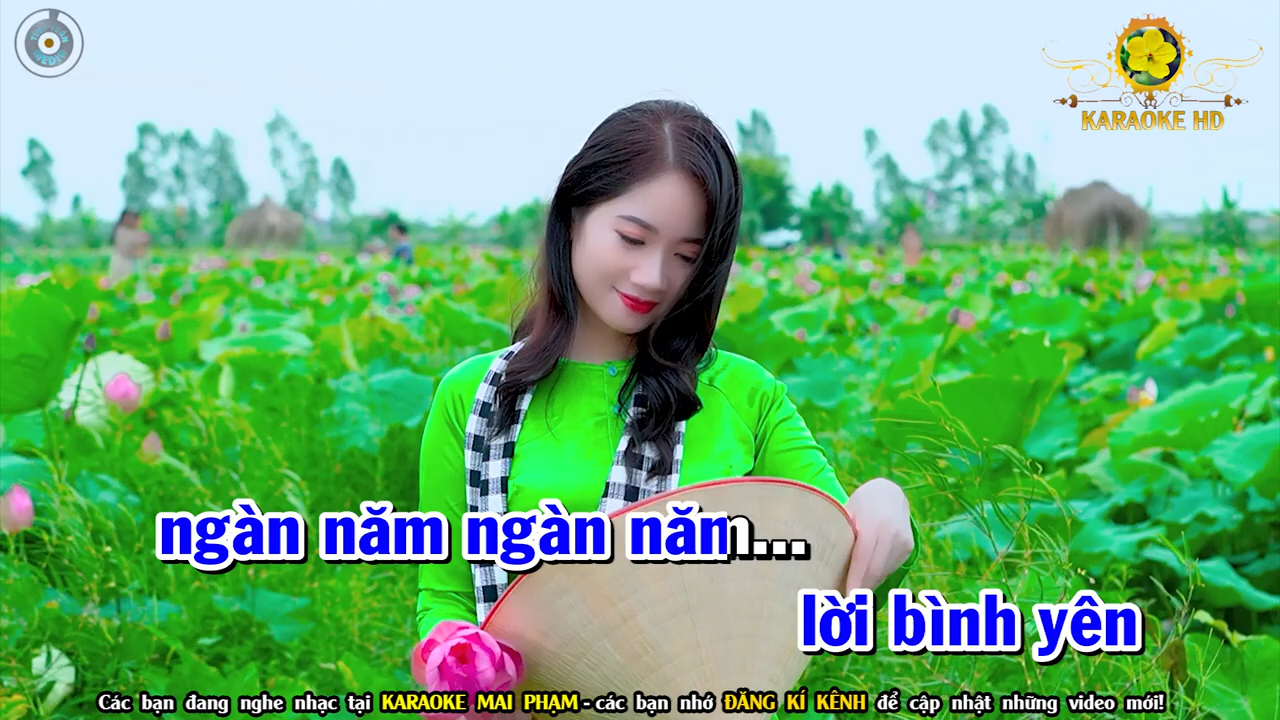 KARAOKE HD
ngàn năm ngàn năm...
lời bình yên
Các bạn đang nghe nhạc tại KARAOKE MAI PHẠM - các bạn nhớ ĐĂNG KÍ KÊNH để cập nhật những video mới!